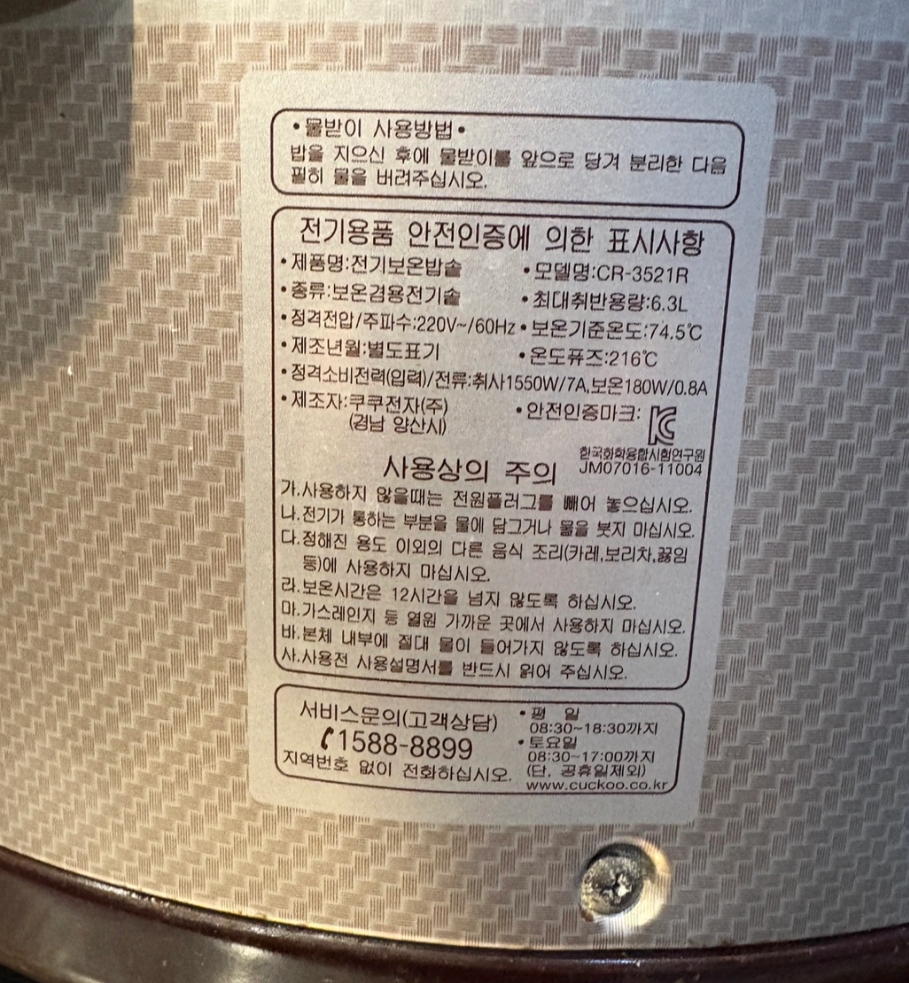 •물받이 사용방법•
밥을 지으신 후에 물받이를 앞으로 당겨 분리한 다음
필히 물을 버려주십시오.
전기용품 안전인증에 의한 표시사항
•제품명:전기보온밥솥 •모델명:CR-3521R
•종류:보온겸용전기솥 •최대취반용량:6.3L
•정격전압/주파수:220V~/60Hz •보온기준온도:74.5℃
•제조년월:별도표기 •온도퓨즈:216℃
•정격소비전력(입력)/전류:취사1550W/7A,보온180W/0.8A
•제조자:쿠쿠전자(주) •안전인증마크:
(경남 양산시)
한국화학융합시험연구원
JM07016-11004
사용상의 주의
가.사용하지 않을때는 전원플러그를 빼어 놓으십시오.
나.전기가 통하는 부분을 물에 담그거나 물을 붓지 마십시오.
다.정해진 용도 이외의 다른 음식 조리(카레,보리차,끓임
등)에 사용하지 마십시오.
라.보온시간은 12시간을 넘지 않도록 하십시오.
마.가스레인지 등 열원 가까운 곳에서 사용하지 마십시오.
바.본체 내부에 절대 물이 들어가지 않도록 하십시오.
사.사용전 사용설명서를 반드시 읽어 주십시오.
서비스문의(고객상담)
1588-8899
지역번호 없이 전화하십시오.
•평 일
08:30~18:30까지
•토요일
08:30~17:00까지
(단, 공휴일제외)
www.cuckoo.co.kr